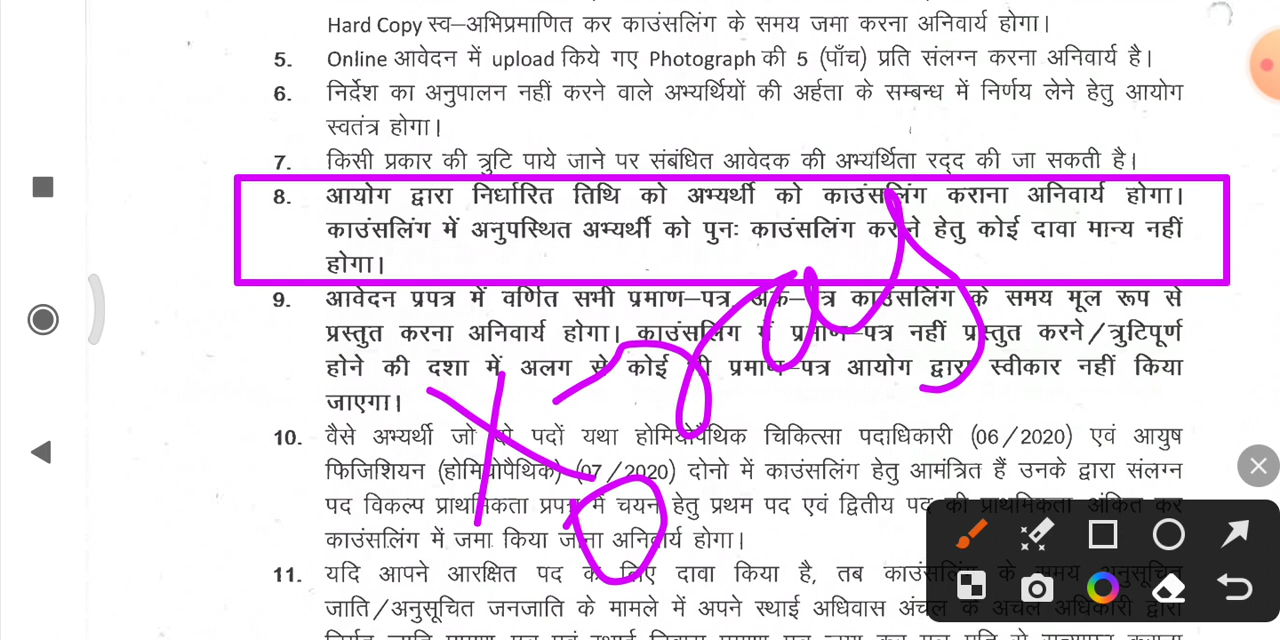 Hard Copy स्व–अभिप्रमाणित कर काउंसलिंग के समय जमा करना अनिवार्य होगा।
5. Online आवेदन में upload किये गए Photograph की 5 (पाँच) प्रति संलग्न करना अनिवार्य है।
6. निर्देश का अनुपालन नहीं करने वाले अभ्यर्थियों की अर्हता के सम्बन्ध में निर्णय लेने हेतु आयोग
स्वतंत्र होगा।
7. किसी प्रकार की त्रुटि पाये जाने पर संबंधित आवेदक की अभ्यर्थिता रद्द की जा सकती है।
8. आयोग द्वारा निर्धारित तिथि को अभ्यर्थी को काउंसलिंग कराना अनिवार्य होगा।
काउंसलिंग में अनुपस्थित अभ्यर्थी को पुनः काउंसलिंग कराने हेतु कोई दावा मान्य नहीं
होगा।
9. आवेदन प्रपत्र में वर्णित सभी प्रमाण–पत्र, अंक–पत्र काउंसलिंग के समय मूल रूप से
प्रस्तुत करना अनिवार्य होगा। काउंसलिंग में प्रमाण–पत्र नहीं प्रस्तुत करने/त्रुटिपूर्ण
होने की दशा में अलग से कोई भी प्रमाण–पत्र आयोग द्वारा स्वीकार नहीं किया
जाएगा।
10. वैसे अभ्यर्थी जो दो पदों यथा होमियोपैथिक चिकित्सा पदाधिकारी (06/2020) एवं आयुष
फिजिशियन (होमियोपैथिक) (07/2020) दोनो में काउंसलिंग हेतु आमंत्रित हैं उनके द्वारा संलग्न
पद विकल्प प्राथमिकता प्रपत्र में चयन हेतु प्रथम पद एवं द्वितीय पद की प्राथमिकता अंकित कर
काउंसलिंग में जमा किया जाना अनिवार्य होगा।
11. यदि आपने आरक्षित पद के लिए दावा किया है, तब काउंसलिंग के समय अनुसूचित
जाति/अनुसूचित जनजाति के मामले में अपने स्थाई अधिवास अंचल के अंचल अधिकारी द्वारा